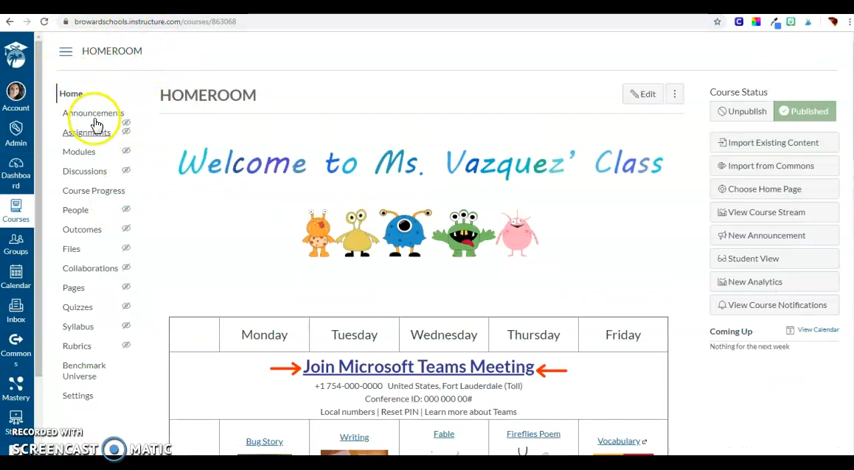 browardschools.instructure.com/courses/863068
HOMEROOM
Account
Admin
Dashboa
rd
Courses
Groups
Calendar
Inbox
Common
s
Mastery
Home
Announcements
Assignments
Modules
Discussions
Course Progress
People
Outcomes
Files
Collaborations
Pages
Quizzes
Syllabus
Rubrics
Benchmark
Universe
Settings
HOMEROOM
Edit
Welcome to Ms. Vazquez' Class
Monday Tuesday Wednesday Thursday Friday
Join Microsoft Teams Meeting
+1 754-000-0000 United States, Fort Lauderdale (Toll)
Conference ID: 000 000 00#
Local numbers | Reset PIN | Learn more about Teams
Bug Story Writing Fable Fireflies Poem Vocabulary
Course Status
Unpublish Published
Import Existing Content
Import from Commons
Choose Home Page
View Course Stream
New Announcement
Student View
New Analytics
View Course Notifications
Coming Up View Calendar
Nothing for the next week
RECORDED WITH
SCREENCAST MATIC